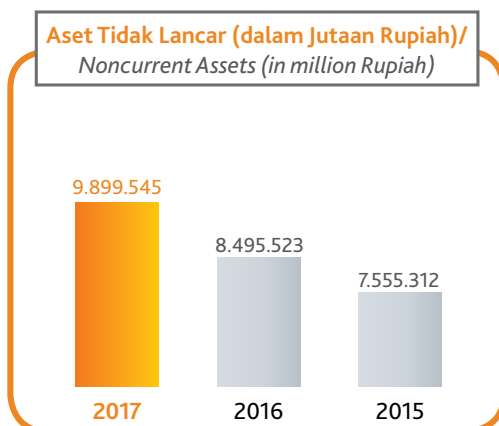 Aset Tidak Lancar (dalam Jutaan Rupiah)/
Noncurrent Assets (in million Rupiah)
9.899.545
8.495.523
7.555.312
2017 2016 2015